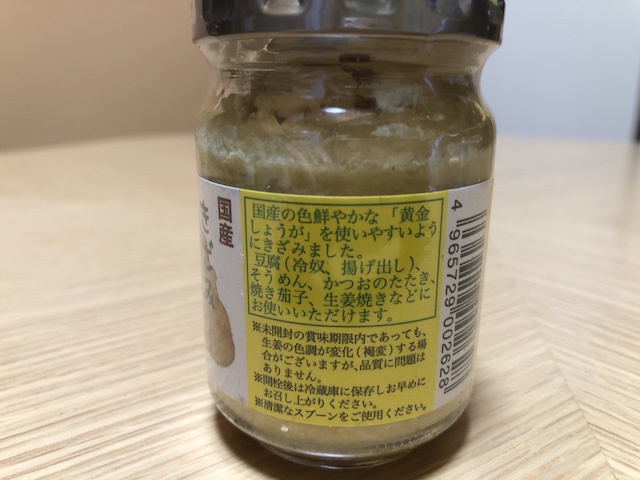 国産
きざみ
国産の色鮮やかな「黄金
しょうが」を使いやすいよう
にきざみました。
豆腐(冷奴、揚げ出し)、
そうめん、かつおのたたき、
焼き茄子、生姜焼きなどに
お使いいただけます。
※未開封の賞味期限内であっても、
生姜の色調が変化(褐変)する場
合がございますが、品質に問題は
ありません。
※開栓後は冷蔵庫に保存しお早めに
お召し上がりください。
※清潔なスプーンをご使用ください。
4 965729 002628